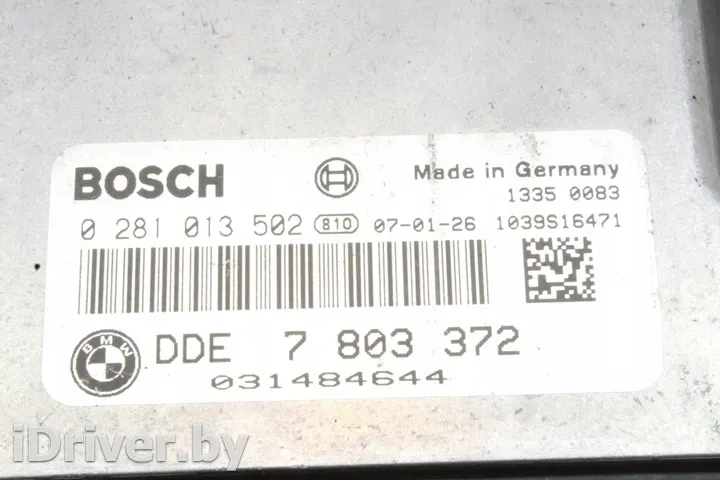 BOSCH
Made in Germany
1335 0083
0 281 013 502 810 07-01-26 1039S16471
BMW
DDE 7 803 372
031484644
iDriver.by